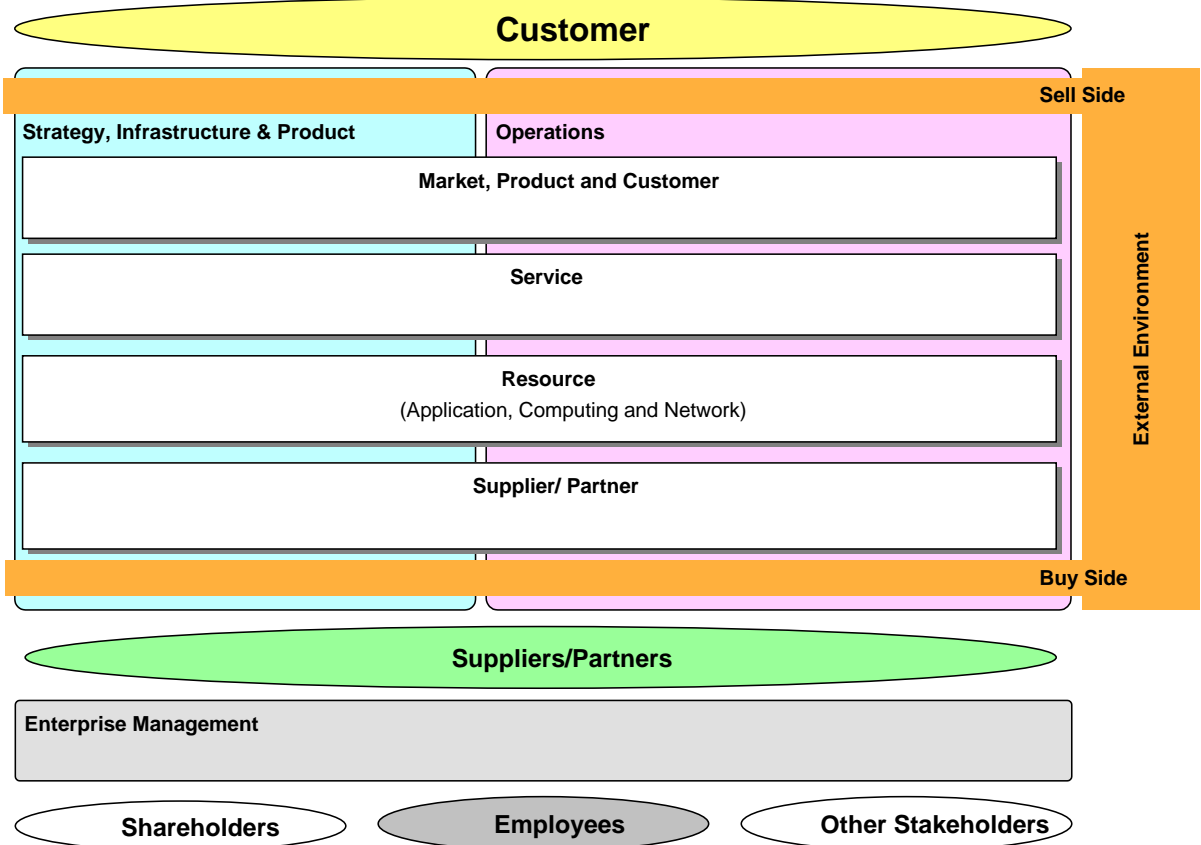 Customer
Sell Side
Strategy, Infrastructure & Product
Operations
Market, Product and Customer
Service
External Environment
Resource
(Application, Computing and Network)
Supplier/ Partner
Buy Side
Suppliers/Partners
Enterprise Management
Shareholders
Employees
Other Stakeholders